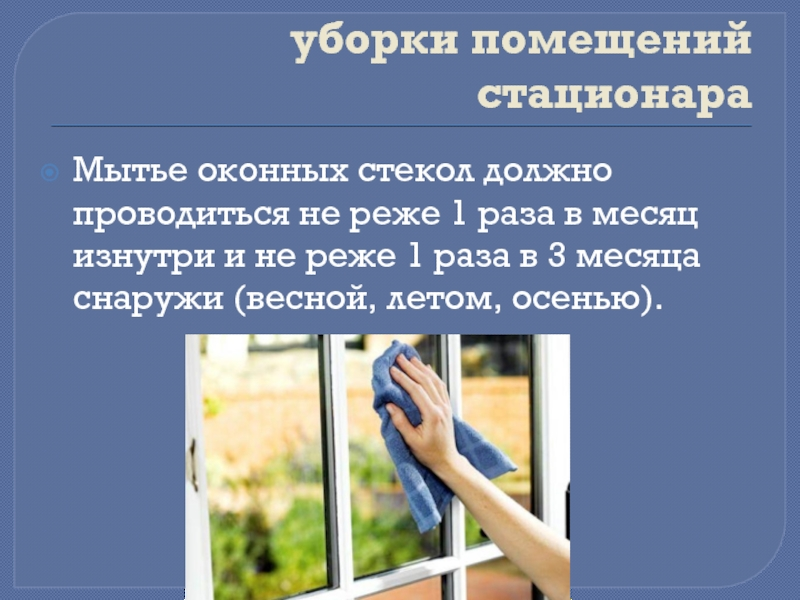 уборки помещений
стационара
Мытье оконных стекол должно
проводиться не реже 1 раза в месяц
изнутри и не реже 1 раза в 3 месяца
снаружи (весной, летом, осенью).